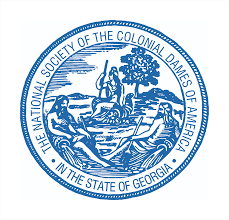 THE NATIONAL SOCIETY OF THE COLONIAL DAMES OF AMERICA
· IN THE STATE OF GEORGIA ·